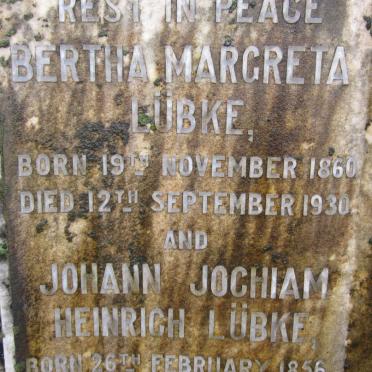 REST IN PEACE
BERTHA MARGRETA
LÜBKE,
BORN 19TH NOVEMBER 1860
DIED 12TH SEPTEMBER 1930.
AND
JOHANN JOCHIAM
HEINRICH LÜBKE,
BORN 26TH FEBRUARY 1856